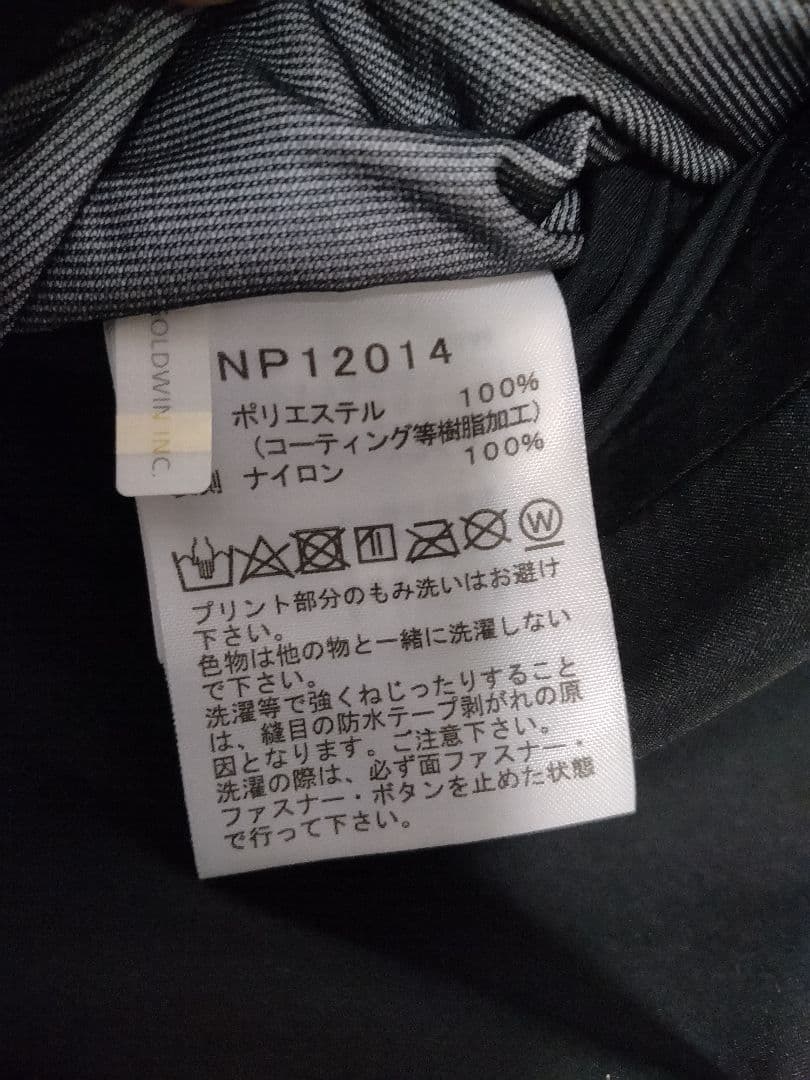 GOLDWIN INC.
NP12014
ポリエステル 100%
(コーティング等樹脂加工)
ナイロン 100%
W
プリント部分のもみ洗いはお避け
下さい。
色物は他の物と一緒に洗濯しない
で下さい。
洗濯等で強くねじったりすること
は、縫目の防水テープ剥がれの原
因となります。ご注意下さい。
洗濯の際は、必ず面ファスナー・
ファスナー・ボタンを止めた状態
で行って下さい。